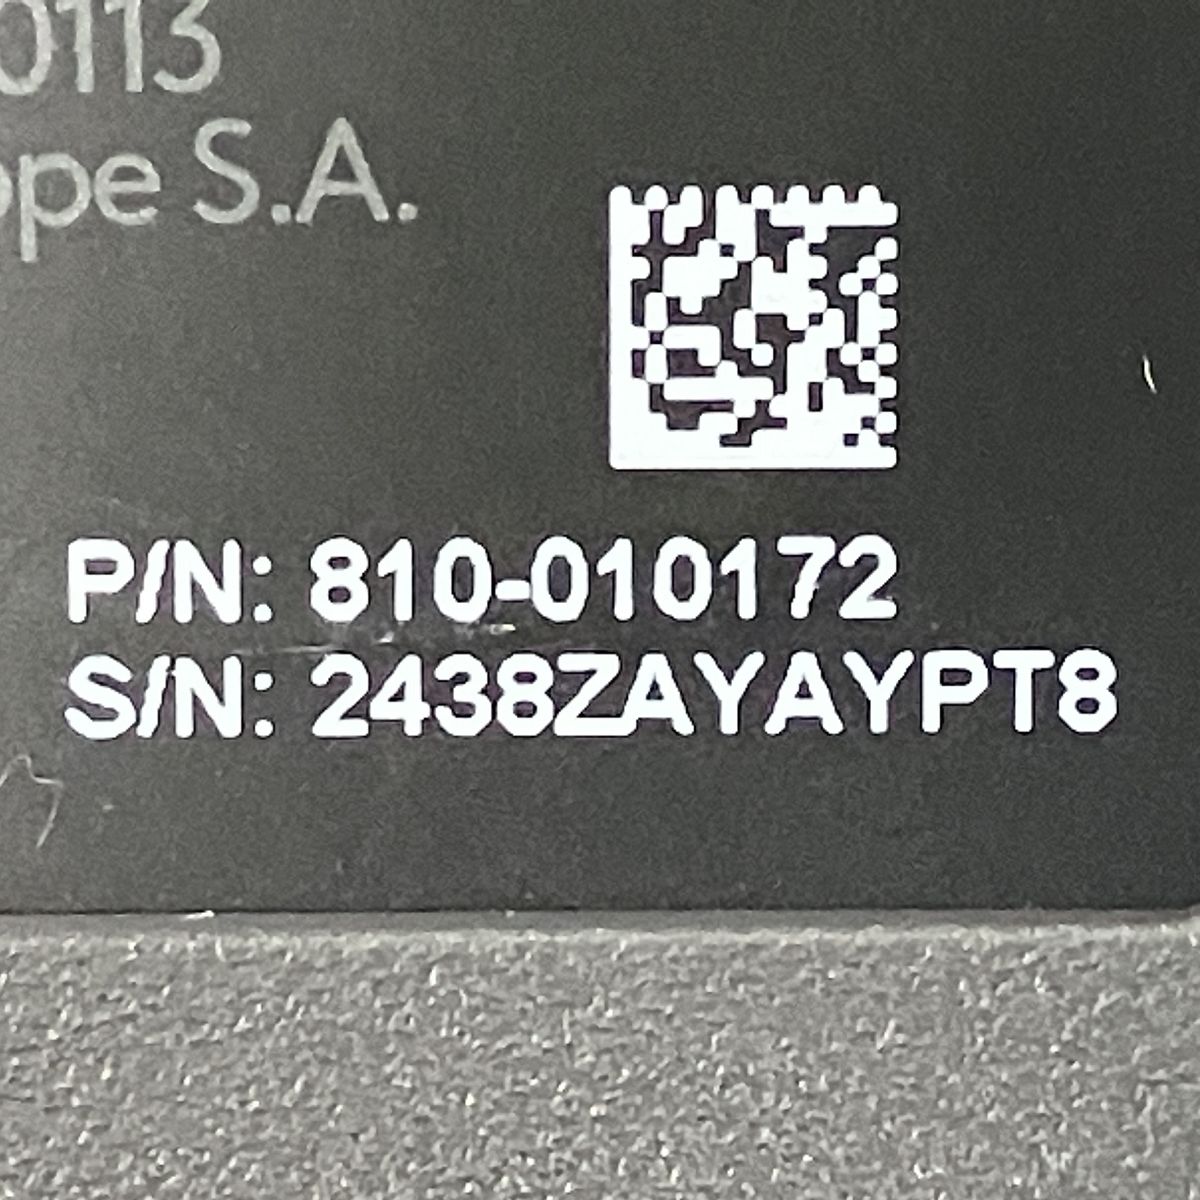 0113
ope S.A.
P/N: 810-010172
S/N: 2438ZAYAYPT8